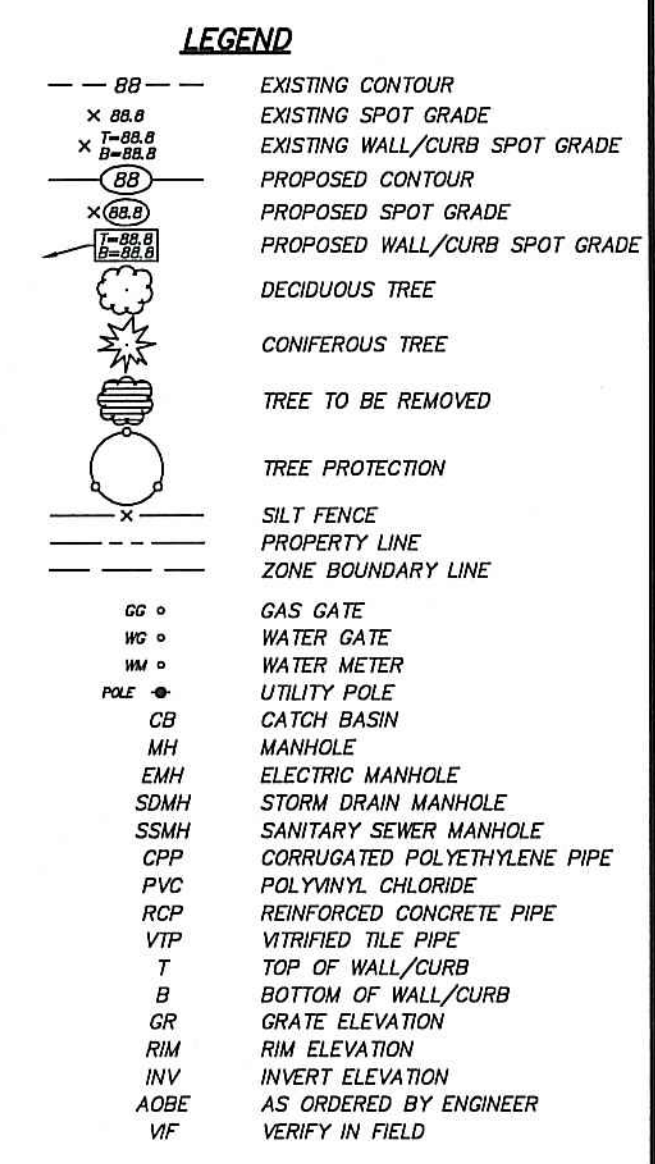 LEGEND
— — 88 — — EXISTING CONTOUR
× 88.8 EXISTING SPOT GRADE
× T=88.8 B=88.8 EXISTING WALL/CURB SPOT GRADE
88 PROPOSED CONTOUR
× 88.8 PROPOSED SPOT GRADE
T=88.8 B=88.8 PROPOSED WALL/CURB SPOT GRADE
DECIDUOUS TREE
CONIFEROUS TREE
TREE TO BE REMOVED
TREE PROTECTION
× SILT FENCE
PROPERTY LINE
ZONE BOUNDARY LINE
GG GAS GATE
WG WATER GATE
WM WATER METER
POLE UTILITY POLE
CB CATCH BASIN
MH MANHOLE
EMH ELECTRIC MANHOLE
SDMH STORM DRAIN MANHOLE
SSMH SANITARY SEWER MANHOLE
CPP CORRUGATED POLYETHYLENE PIPE
PVC POLYVINYL CHLORIDE
RCP REINFORCED CONCRETE PIPE
VTP VITRIFIED TILE PIPE
T TOP OF WALL/CURB
B BOTTOM OF WALL/CURB
GR GRATE ELEVATION
RIM RIM ELEVATION
INV INVERT ELEVATION
AOBE AS ORDERED BY ENGINEER
VIF VERIFY IN FIELD